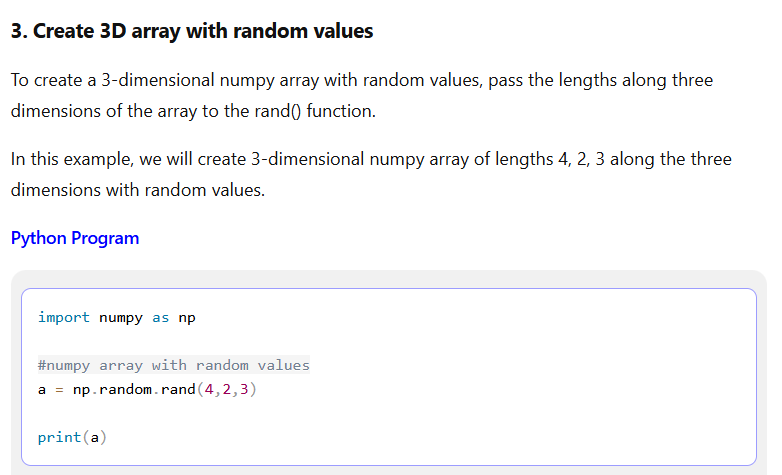 3. Create 3D array with random values
To create a 3-dimensional numpy array with random values, pass the lengths along three
dimensions of the array to the rand() function.
In this example, we will create 3-dimensional numpy array of lengths 4, 2, 3 along the three
dimensions with random values.
Python Program
import numpy as np
#numpy array with random values
a = np.random.rand(4,2,3)
print(a)